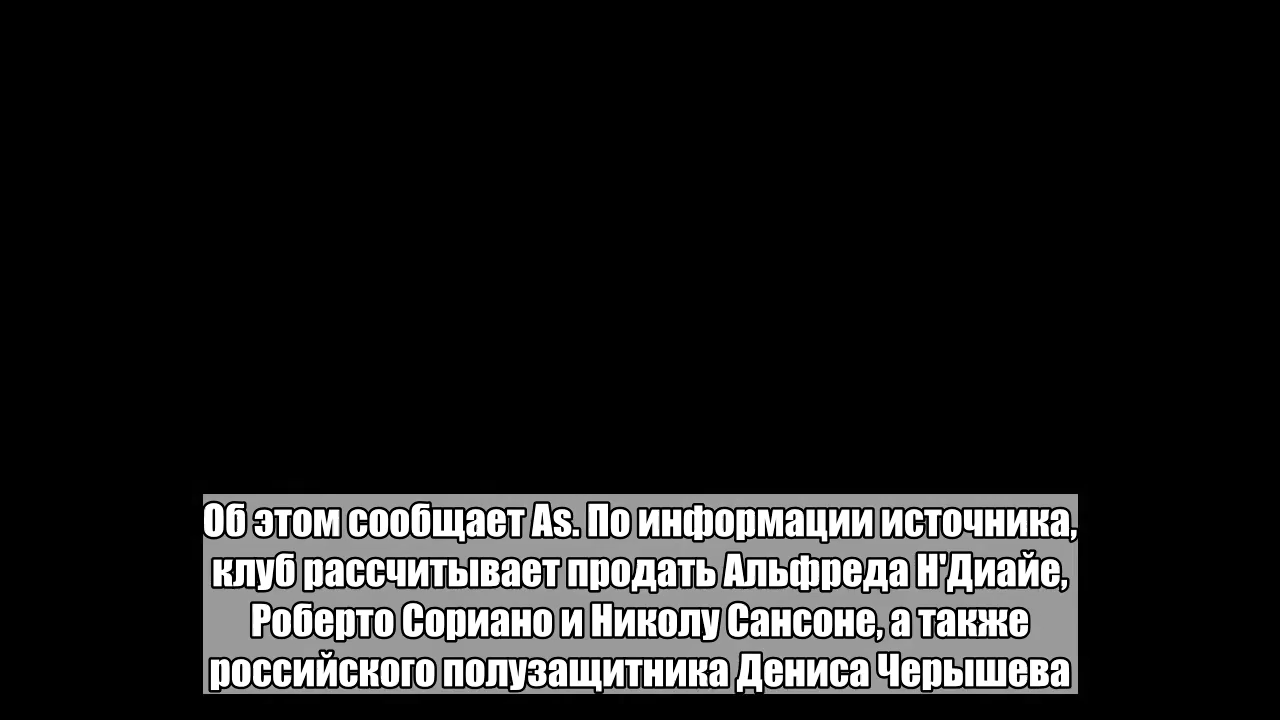 Об этом сообщает As. По информации источника,
клуб рассчитывает продать Альфреда Н'Диайе,
Роберто Сориано и Николу Сансоне, а также
российского полузащитника Дениса Черышева